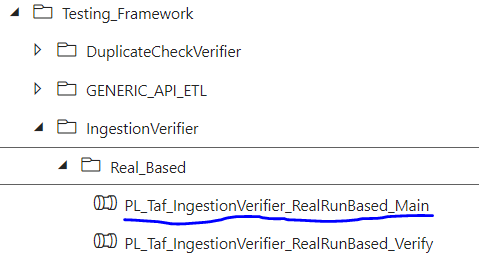 Testing_Framework
DuplicateCheckVerifier
GENERIC_API_ETL
IngestionVerifier
Real_Based
PL_Taf_IngestionVerifier_RealRunBased_Main
PL_Taf_IngestionVerifier_RealRunBased_Verify